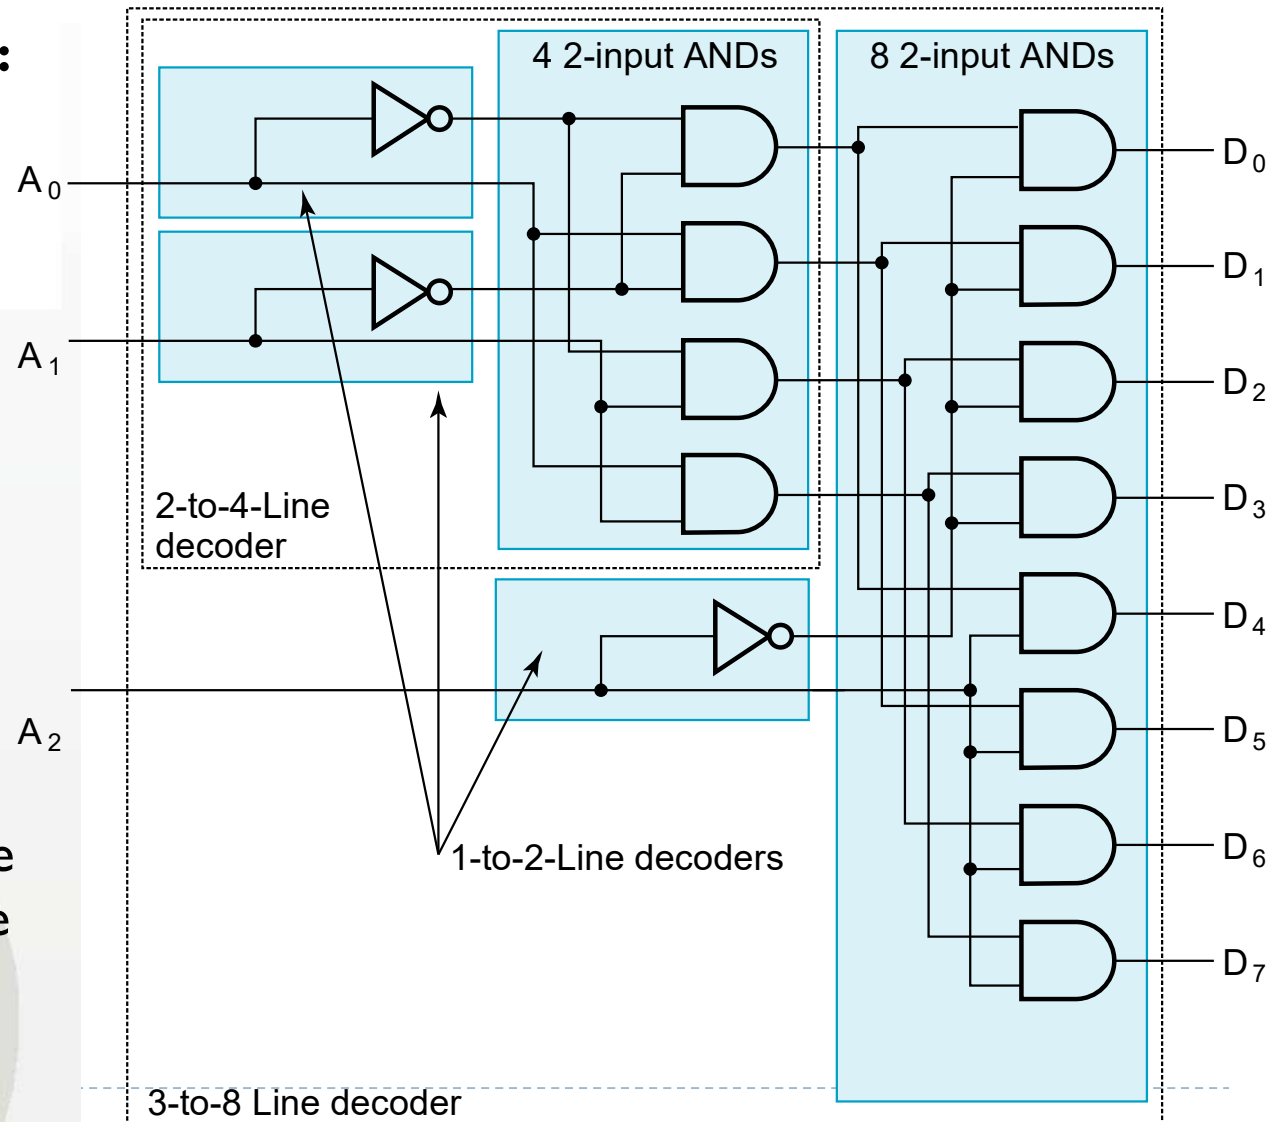 :
4 2-input ANDs
8 2-input ANDs
A0
A1
A2
D0
D1
D2
D3
D4
D5
D6
D7
2-to-4-Line
decoder
1-to-2-Line decoders
e
e
3-to-8 Line decoder